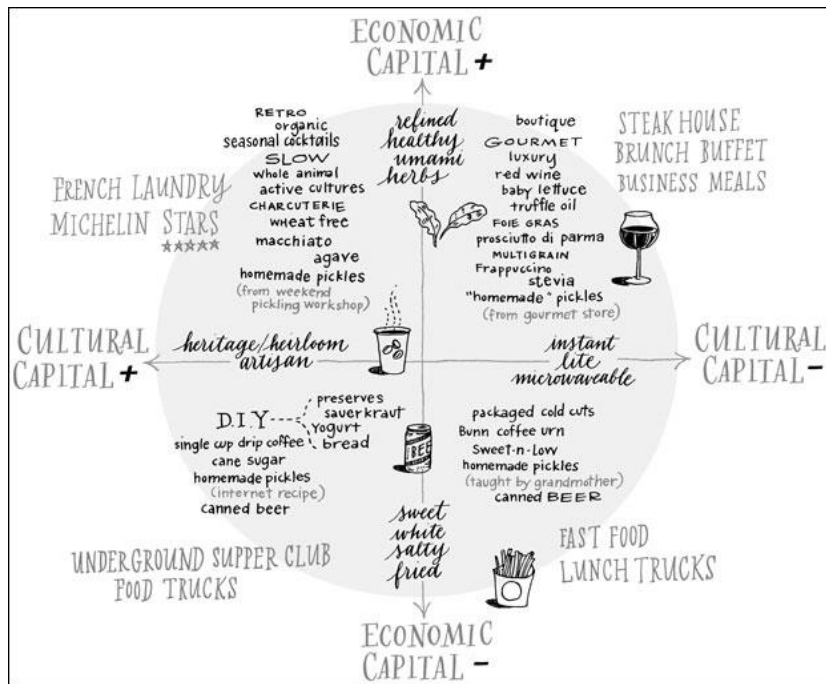 ECONOMIC
CAPITAL +
RETRO
organic
seasonal cocktails
SLOW
whole animal
active cultures
CHARCUTERIE
wheat free
macchiato
agave
homemade pickles
(from weekend
pickling workshop)
refined
healthy
umami
herbs
boutique
GOURMET
luxury
red wine
baby lettuce
truffle oil
FOIE GRAS
prosciutto di parma
MULTIGRAIN
Frappuccino
stevia
"homemade" pickles
(from gourmet store)
STEAK HOUSE
BRUNCH BUFFET
BUSINESS MEALS
FRENCH LAUNDRY
MICHELIN STARS
CULTURAL
CAPITAL +
heritage/heirloom
artisan
instant
lite
microwaveable
CULTURAL
CAPITAL -
D.I.Y
preserves
sauerkraut
yogurt
bread
single cup drip coffee
cane sugar
homemade pickles
(internet recipe)
canned beer
BEE
packaged cold cuts
Bunn coffee urn
Sweet-n-Low
homemade pickles
(taught by grandmother)
canned BEER
sweet
white
salty
fried
UNDERGROUND SUPPER CLUB
FOOD TRUCKS
FAST FOOD
LUNCH TRUCKS
ECONOMIC
CAPITAL -